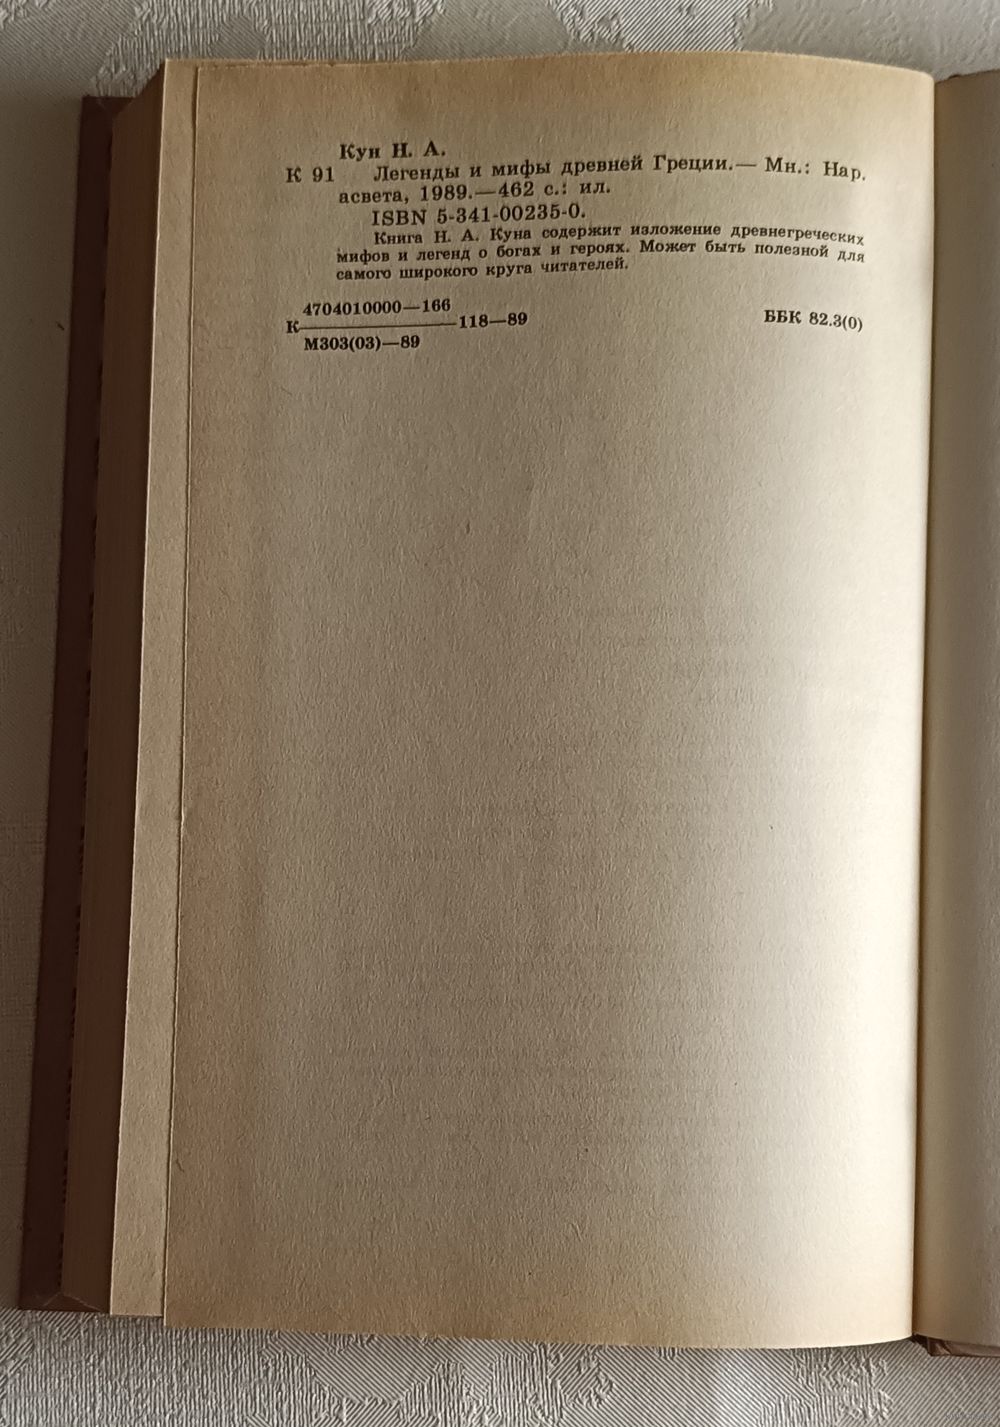 Кун Н. А.
К 91 Легенды и мифы древней Греции.— Мн.: Нар.
асвета, 1989.—462 с.: ил.
ISBN 5-341-00235-0.
Книга Н. А. Куна содержит изложение древнегреческих
мифов и легенд о богах и героях. Может быть полезной для
самого широкого круга читателей.
4704010000—166
К—118—89 ББК 82.3(0)
М303(03)—89